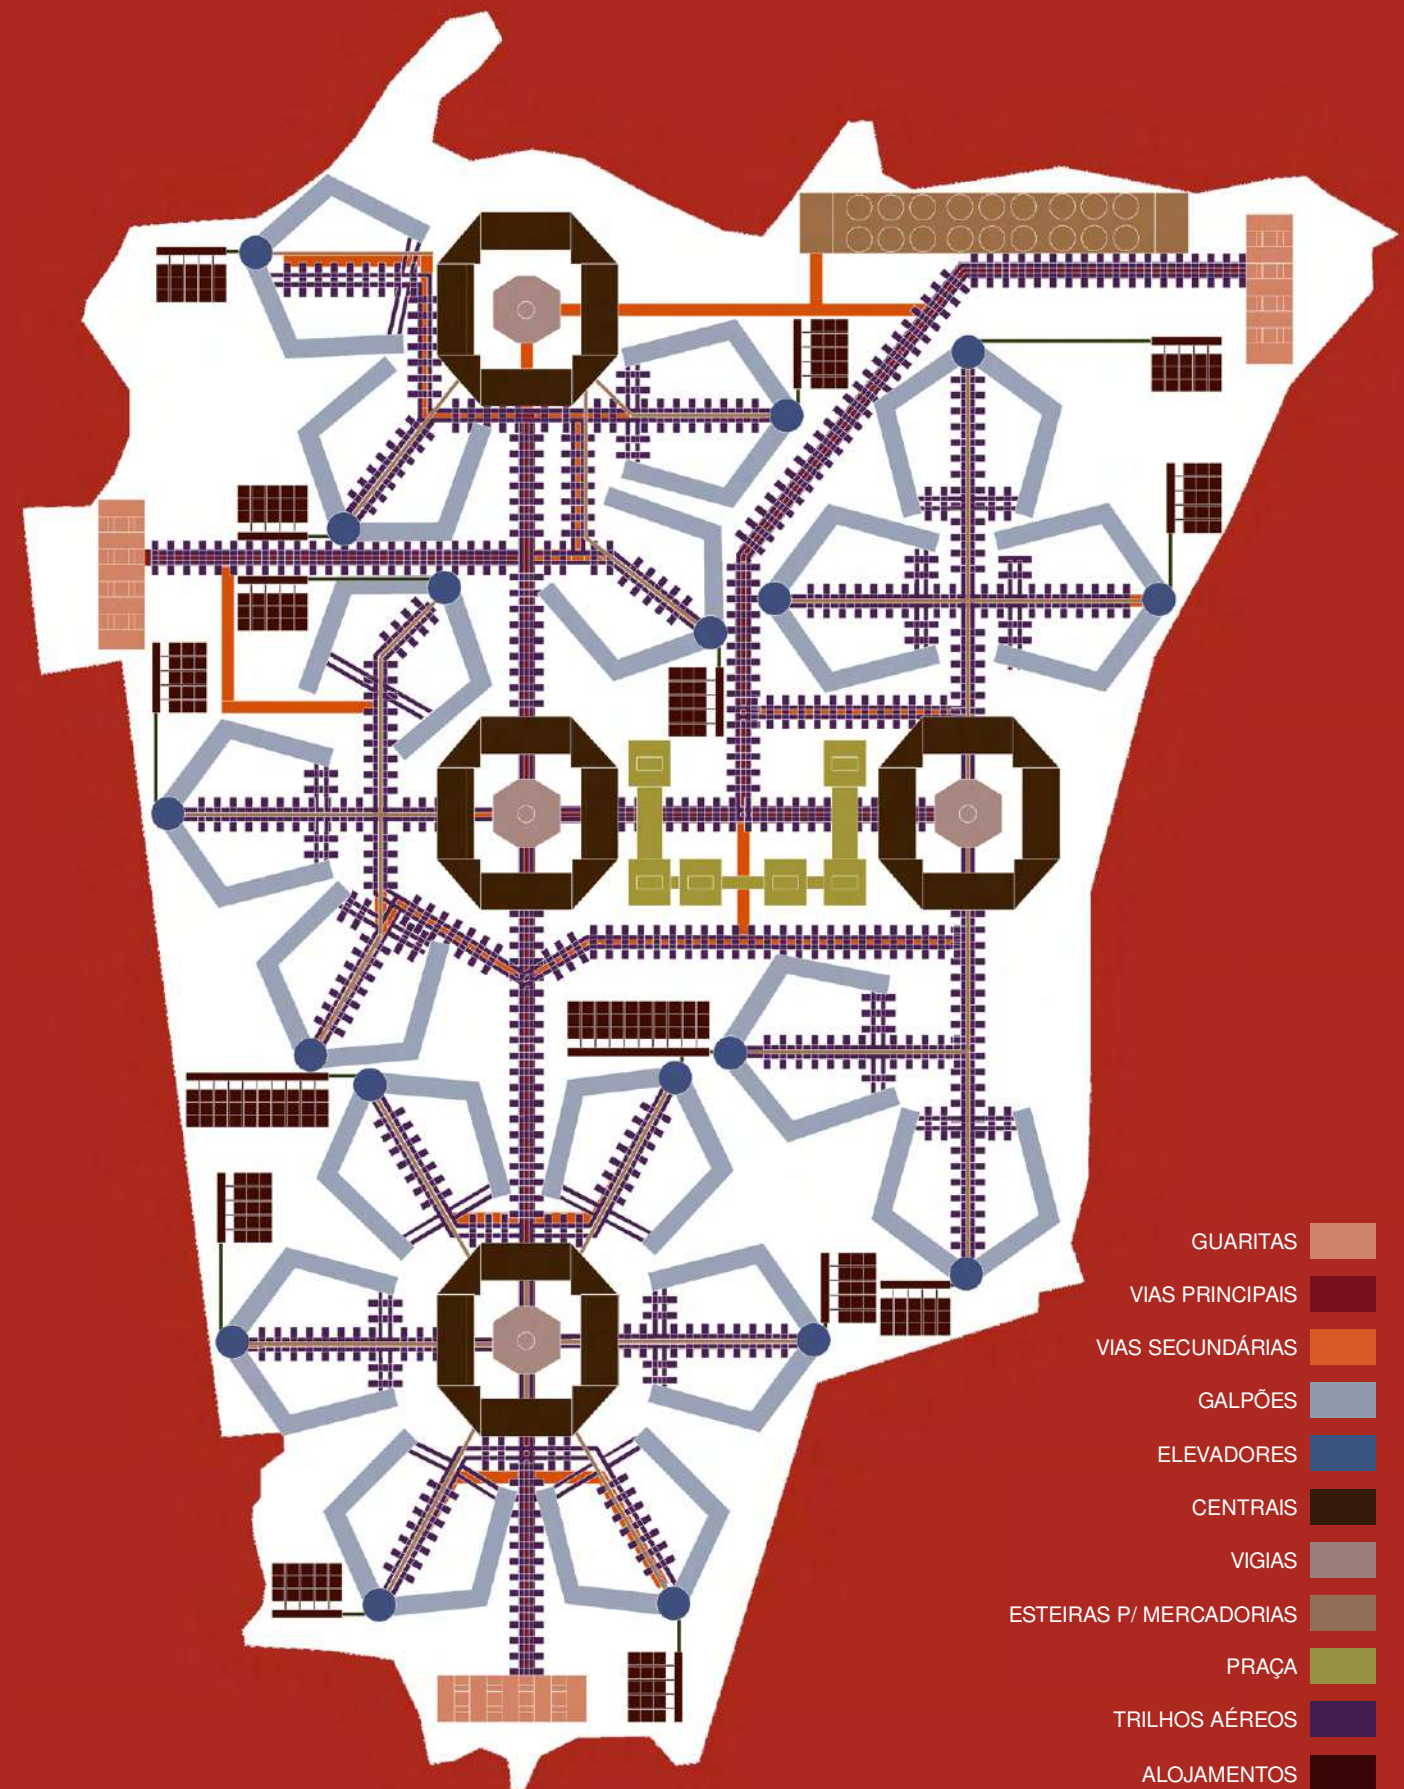 GUARITAS
VIAS PRINCIPAIS
VIAS SECUNDÁRIAS
GALPÕES
ELEVADORES
CENTRAIS
VIGIAS
ESTEIRAS P/ MERCADORIAS
PRAÇA
TRILHOS AÉREOS
ALOJAMENTOS